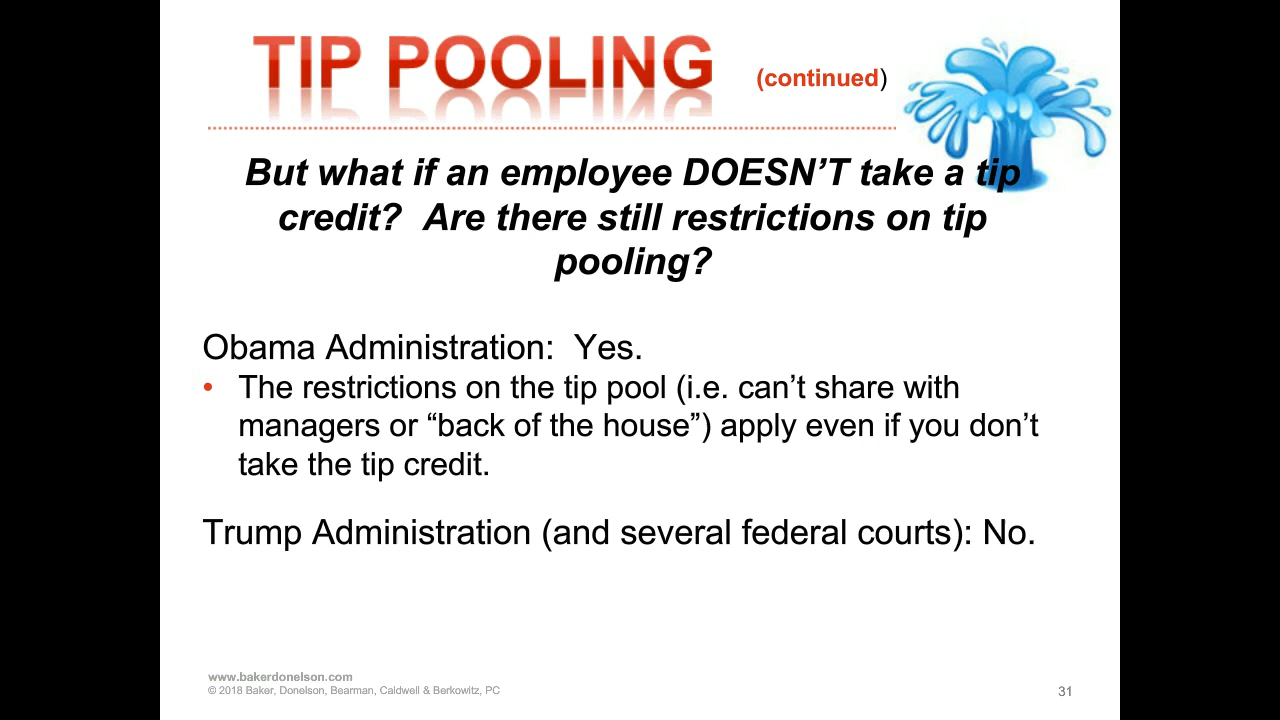 TIP POOLING (continued)
But what if an employee DOESN’T take a tip
credit?  Are there still restrictions on tip
pooling?
Obama Administration:  Yes.
• The restrictions on the tip pool (i.e. can’t share with
managers or “back of the house”) apply even if you don’t
take the tip credit.
Trump Administration (and several federal courts): No.
www.bakerdonelson.com
© 2018 Baker, Donelson, Bearman, Caldwell & Berkowitz, PC
31